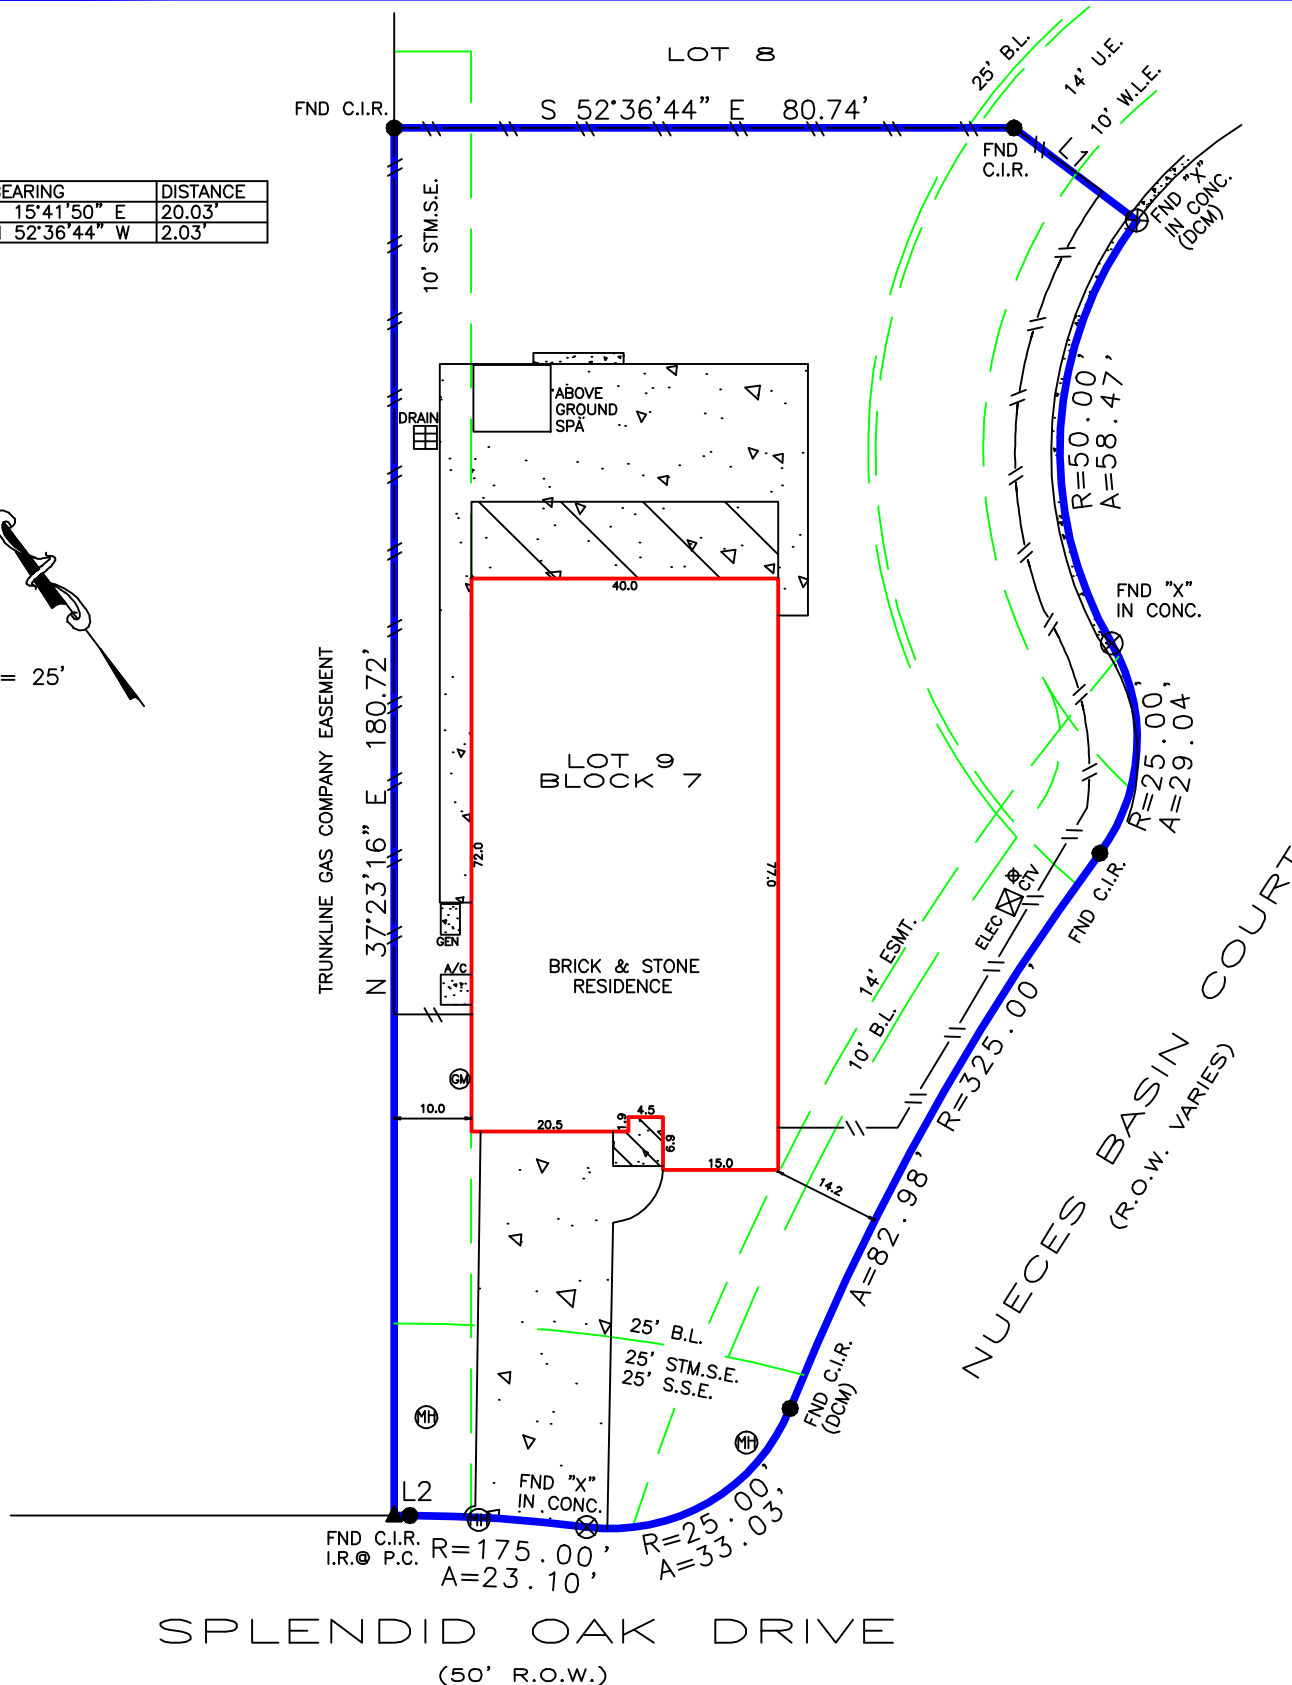 LOT 8
25' B.L.
14' U.E.
10' W.L.E.
FND C.I.R.
S 52°36'44" E 80.74'
FND
C.I.R.
L1
FND "X"
IN CONC.
(DCM)
DISTANCE
15°41'50" E 20.03'
52°36'44" W 2.03'
10' STM.S.E.
ABOVE
GROUND
SPA
DRAIN
R=50.00'
A=58.47'
40.0
FND "X"
IN CONC.
= 25'
TRUNKLINE GAS COMPANY EASEMENT
N 37°23'16" E 180.72'
R=25.00'
A=29.04'
LOT 9
BLOCK 7
72.0
77.0
ELEC
CTV
FND C.I.R.
GEN
A/C
BRICK & STONE
RESIDENCE
14' ESMT.
10' B.L.
NUECES BASIN COURT
(R.O.W. VARIES)
GM
10.0
20.5
1.9
4.5
6.9
15.0
14.2
R=325.00'
A=82.98'
25' B.L.
25' STM.S.E.
25' S.S.E.
FND C.I.R.
(DCM)
MH
MH
L2
FND "X"
IN CONC.
MH
FND C.I.R.
I.R.@ P.C.
R=175.00'
A=23.10'
R=25.00'
A=33.03'
SPLENDID OAK DRIVE
(50' R.O.W.)